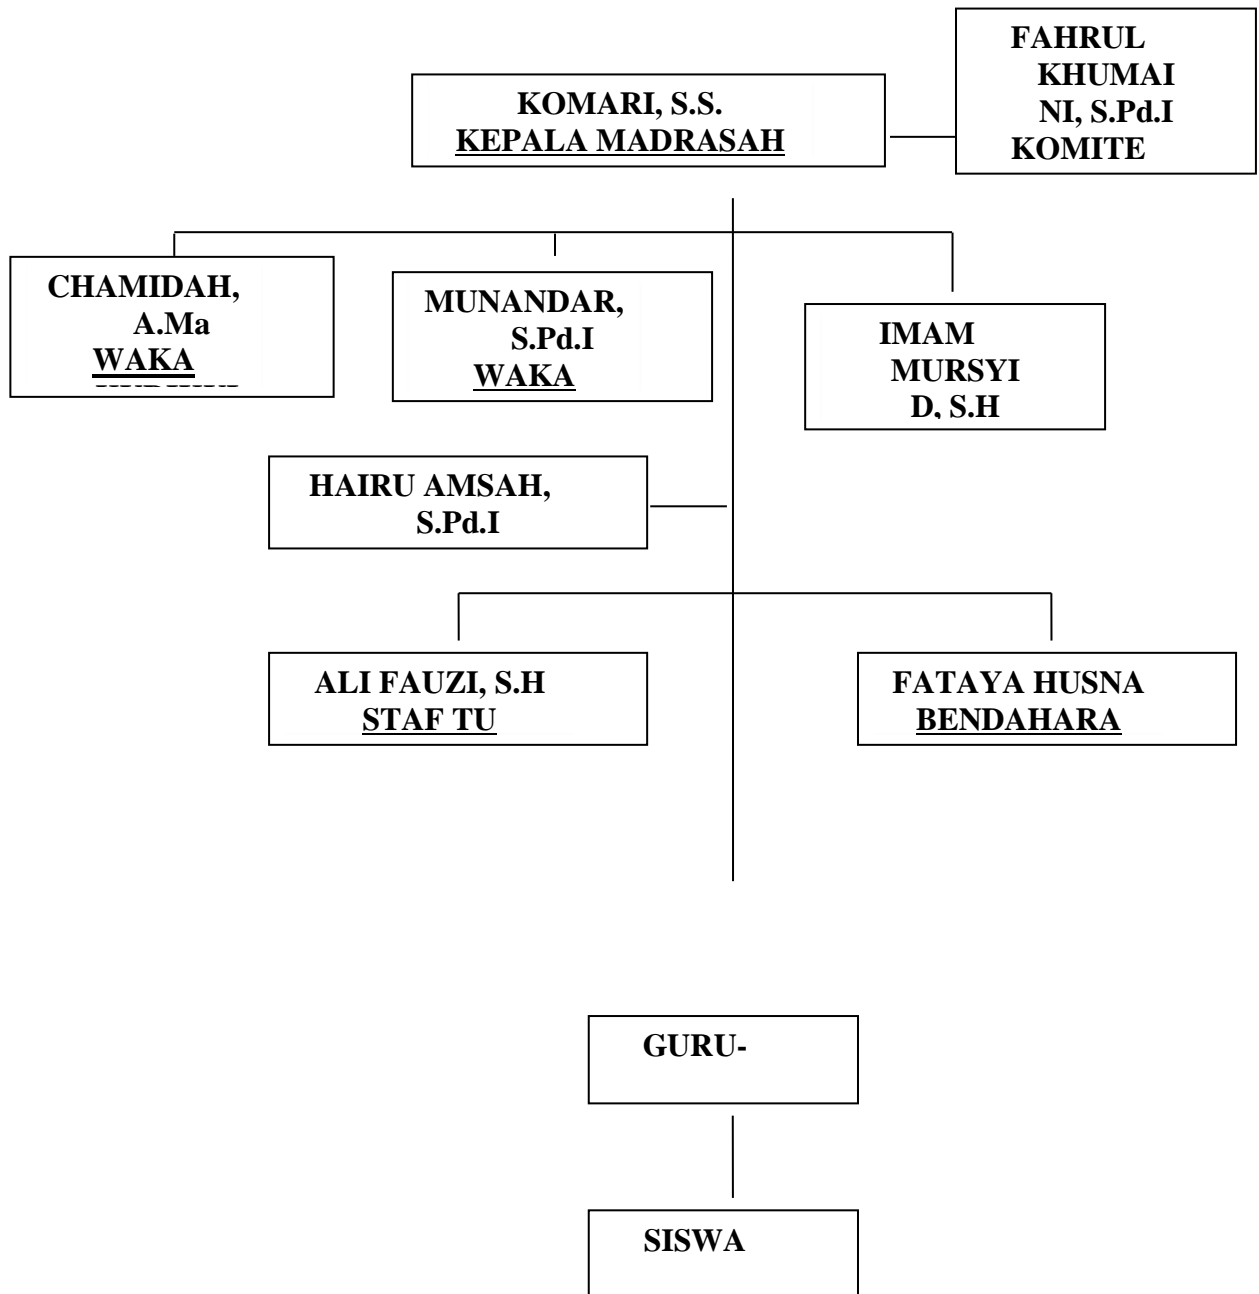 FAHRUL
KHUMAI
NI, S.Pd.I
KOMITE
KOMARI, S.S.
KEPALA MADRASAH
CHAMIDAH,
A.Ma
WAKA
MUNANDAR,
S.Pd.I
WAKA
IMAM
MURSYI
D, S.H
HAIRU AMSAH,
S.Pd.I
ALI FAUZI, S.H
STAF TU
FATAYA HUSNA
BENDAHARA
GURU-
SISWA